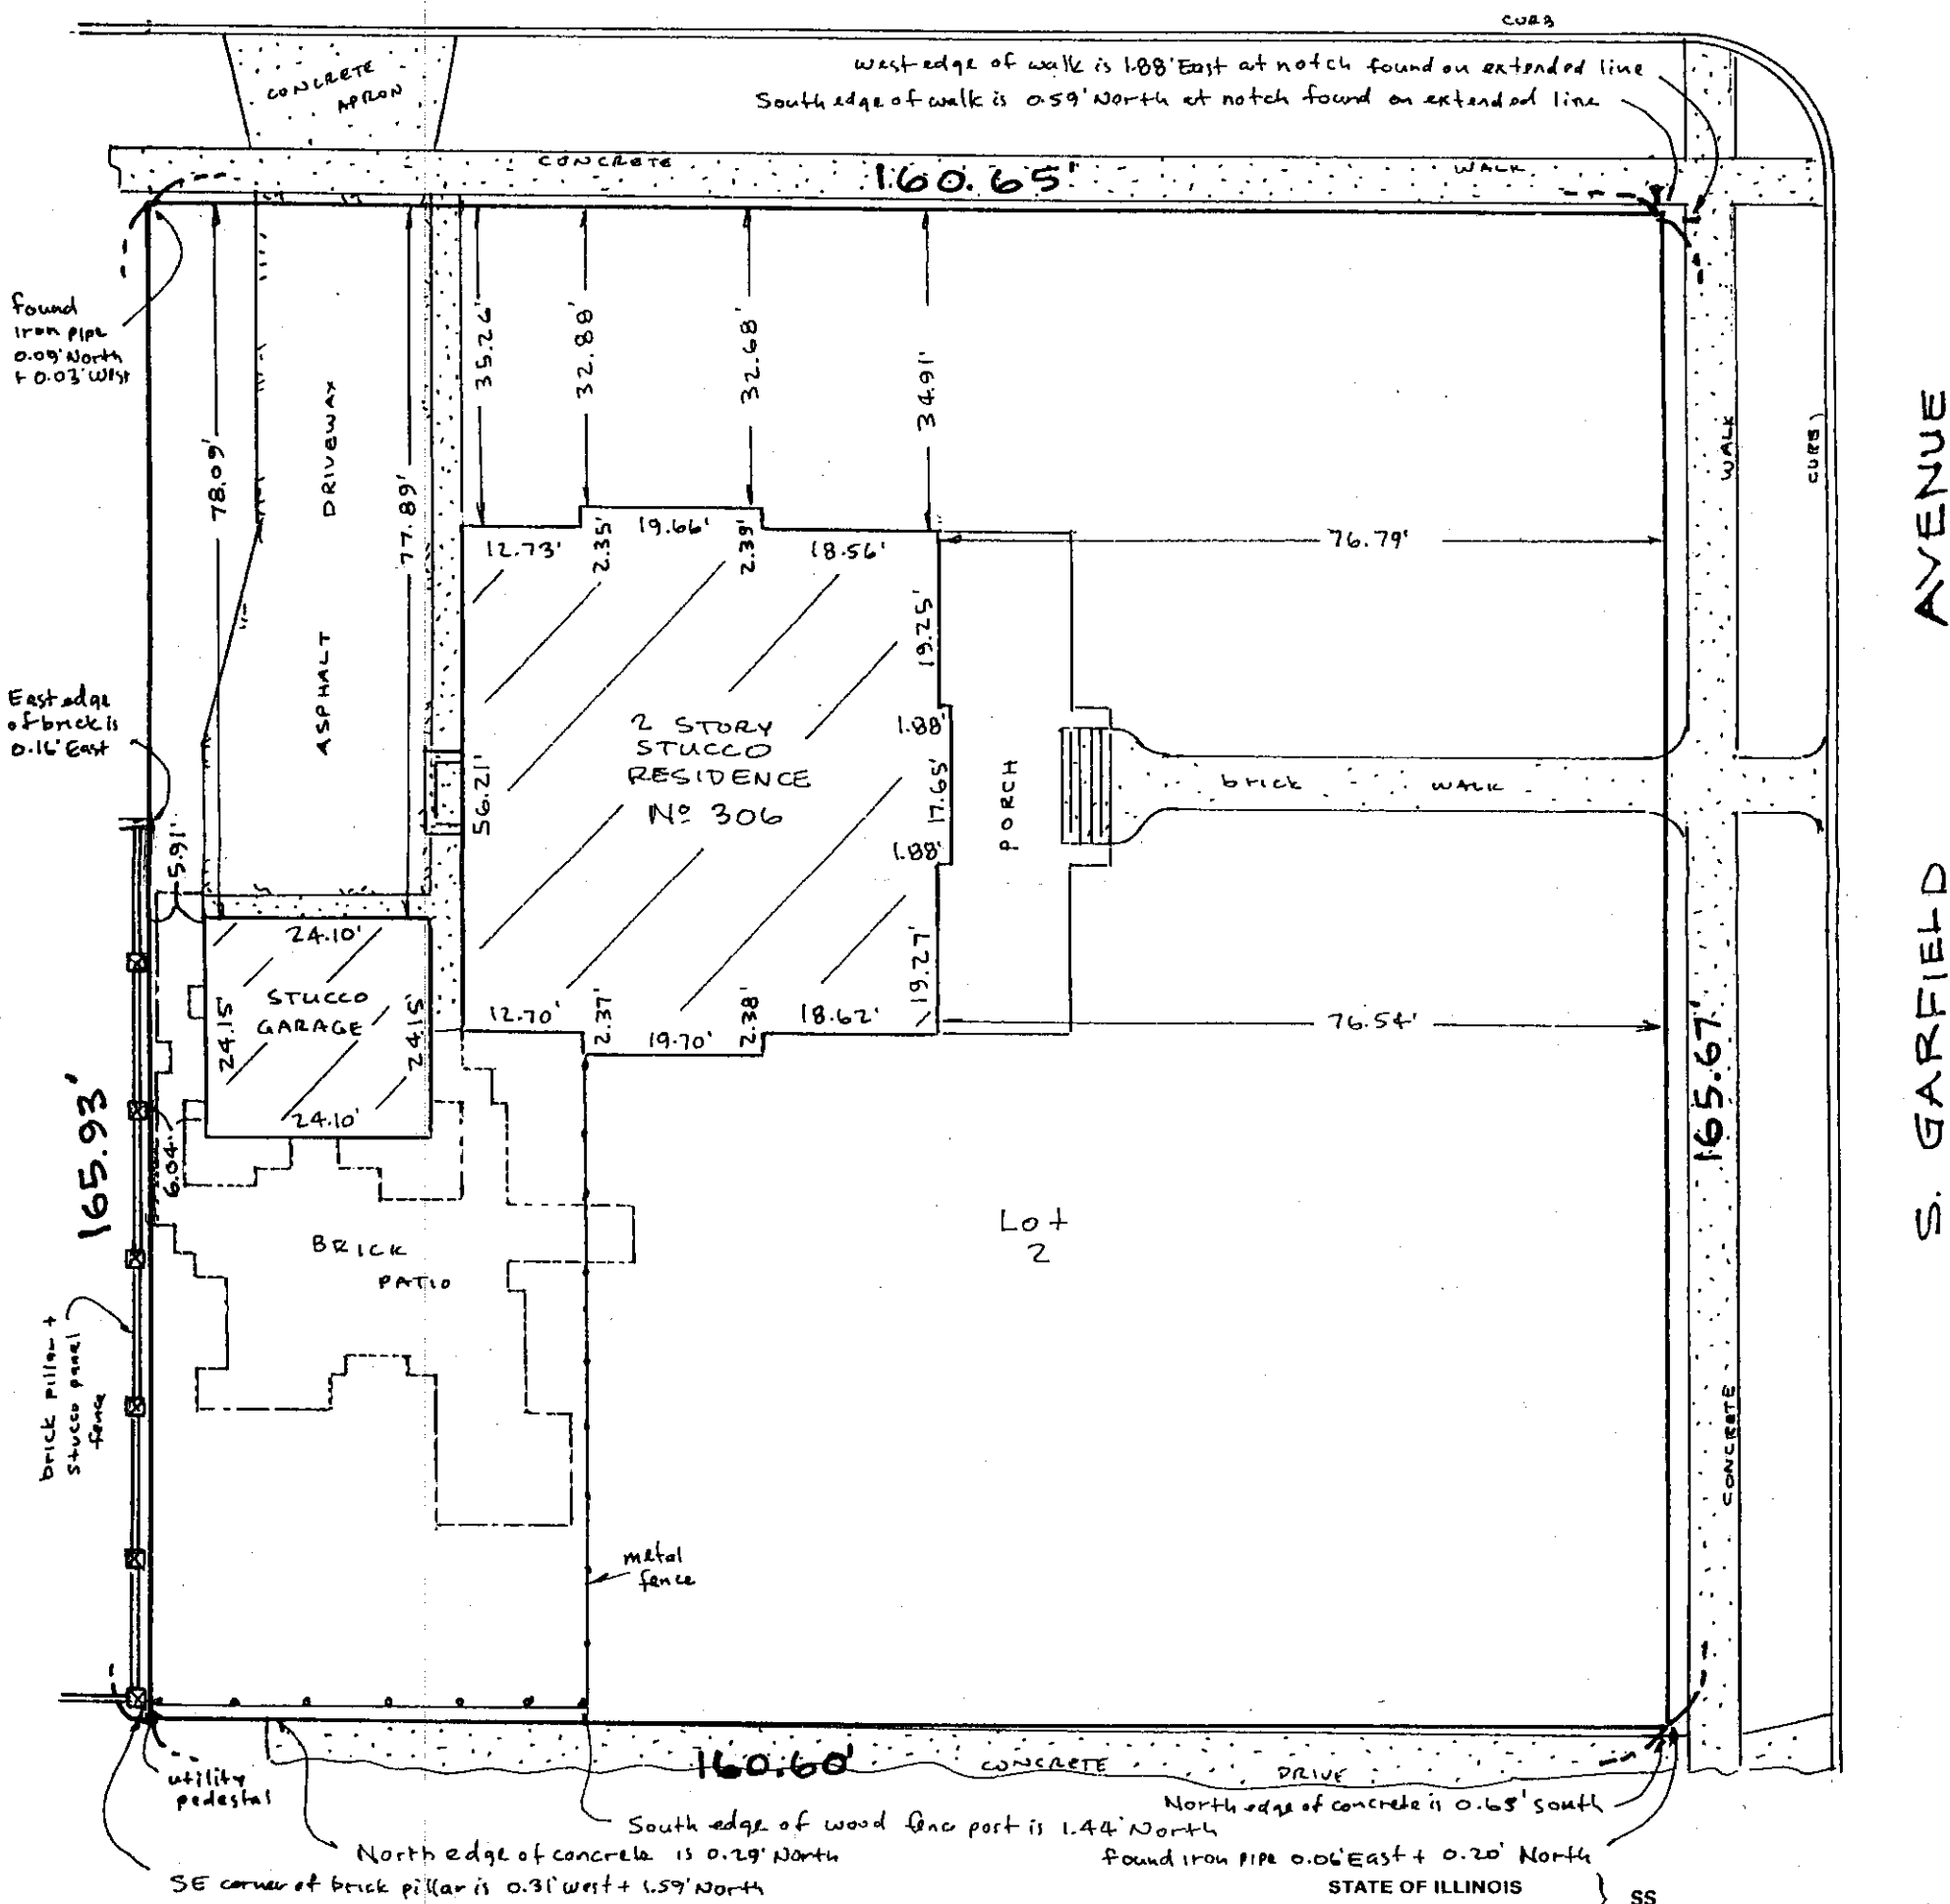 CURB
CONCRETE
APRON
west edge of walk is 1.88' East at notch found on extended line
South edge of walk is 0.59' North at notch found on extended line
CONCRETE
WALK
160.65'
found
iron pipe
0.09' North
+ 0.03' West
78.09'
ASPHALT DRIVEWAY
77.89'
35.26'
32.88'
32.68'
34.91'
WALK
CURB
AVENUE
12.73'
2.35'
19.66'
2.39'
18.56'
76.79'
19.25'
East edge
of brick is
0.16' East
56.21'
2 STORY
STUCCO
RESIDENCE
Nº 306
1.88'
17.65'
1.88'
PORCH
brick WALK
5.91'
24.10'
STUCCO
GARAGE
24.15'
24.15'
24.10'
12.70'
2.37'
19.70'
2.38'
18.62'
19.27'
76.54'
165.67'
S. GARFIELD
165.93'
6.04'
BRICK
PATIO
Lot
2
brick pillar +
stucco panel
fence
CONCRETE
metal
fence
160.60'
CONCRETE
DRIVE
utility
pedestal
North edge of concrete is 0.65' South
South edge of wood fence post is 1.44' North
North edge of concrete is 0.29' North
found iron pipe 0.06' East + 0.20' North
SE corner of brick pillar is 0.31' west + 1.59' North
STATE OF ILLINOIS } SS